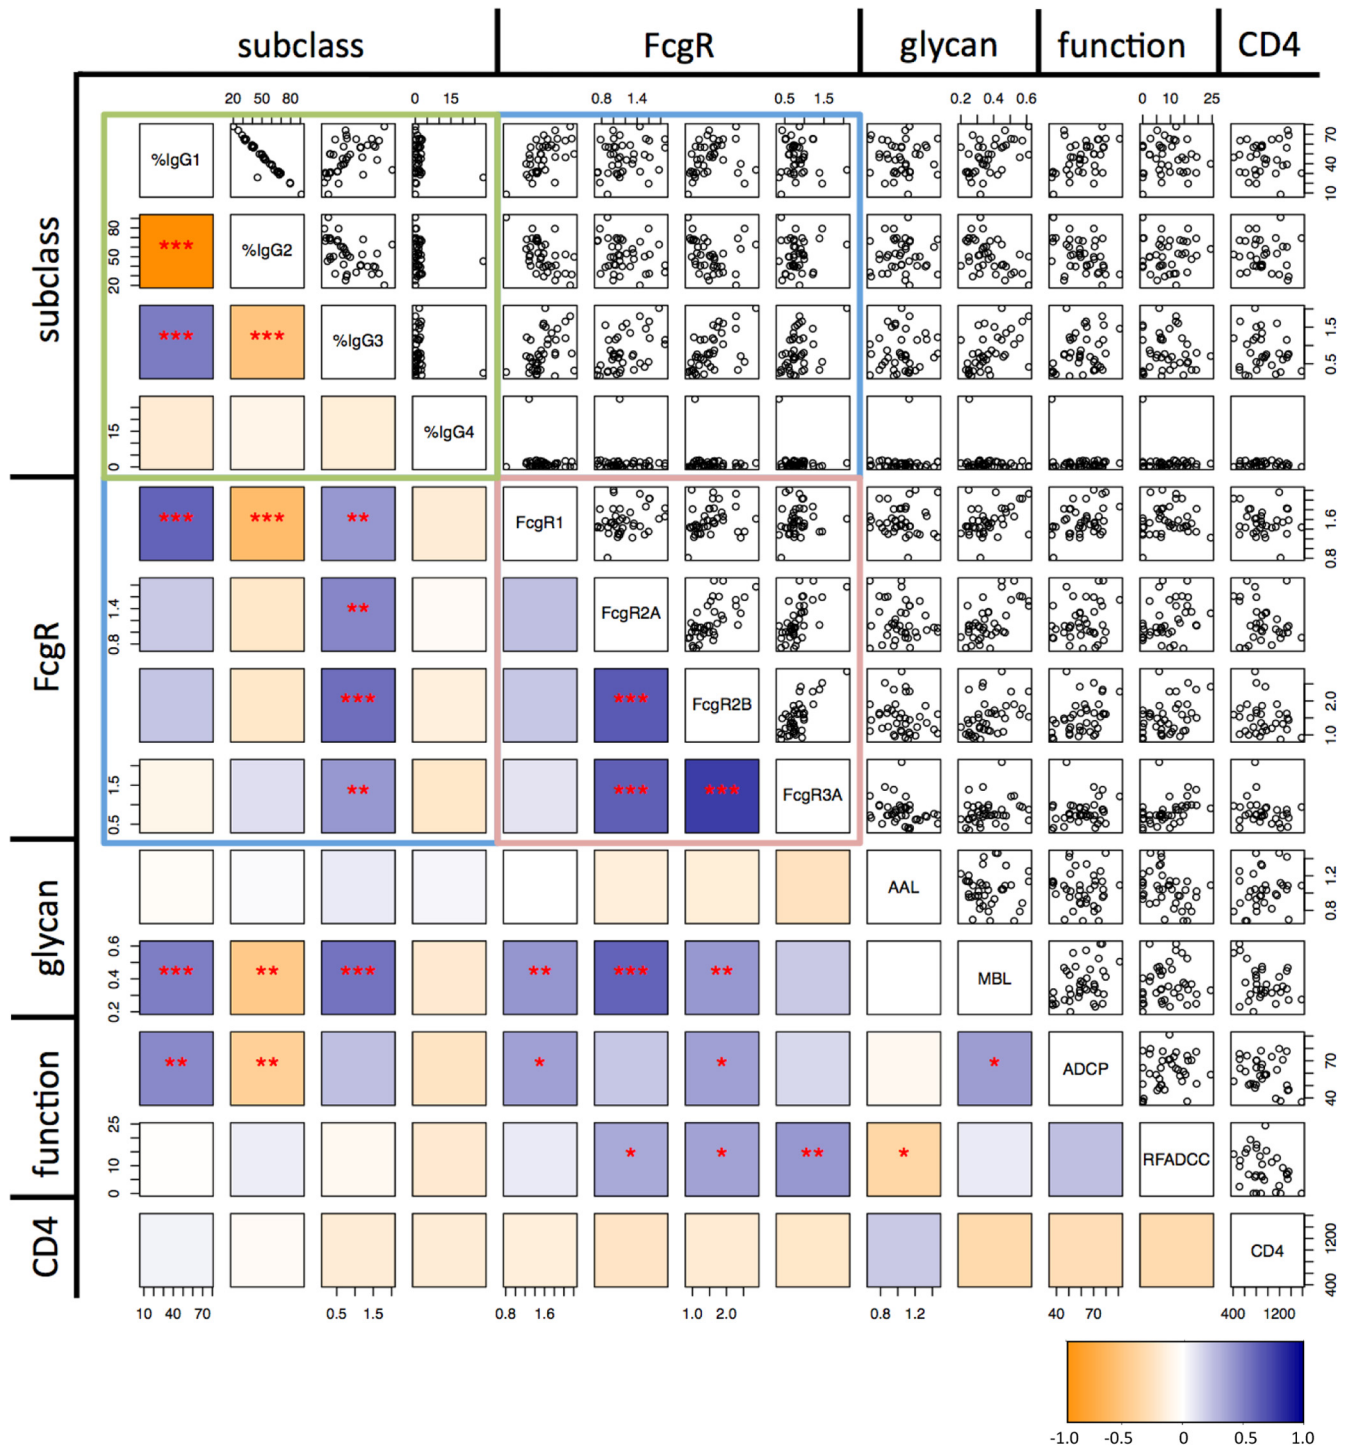 subclass FcgR glycan function CD4
20 50 80 0 15 0.8 1.4 0.5 1.5 0.2 0.4 0.6 0 10 25
subclass
%IgG1
10 40 70
20 50 80
*** %IgG2
*** *** %IgG3
0.5 1.5
0 15
%IgG4
FcgR
*** *** ** FcgR1
0.8 1.6
0.8 1.4
** FcgR2A
*** *** FcgR2B
1.0 2.0
0.5 1.5
** *** *** FcgR3A
glycan
AAL
0.8 1.2
0.2 0.4 0.6
*** ** *** ** *** ** MBL
function
** ** * * * ADCP
40 70
0 10 25
* * ** * RFADCC
CD4
CD4
400 1200
10 40 70 0.5 1.5 0.8 1.6 1.0 2.0 0.8 1.2 40 70 400 1200
-1.0 -0.5 0 0.5 1.0